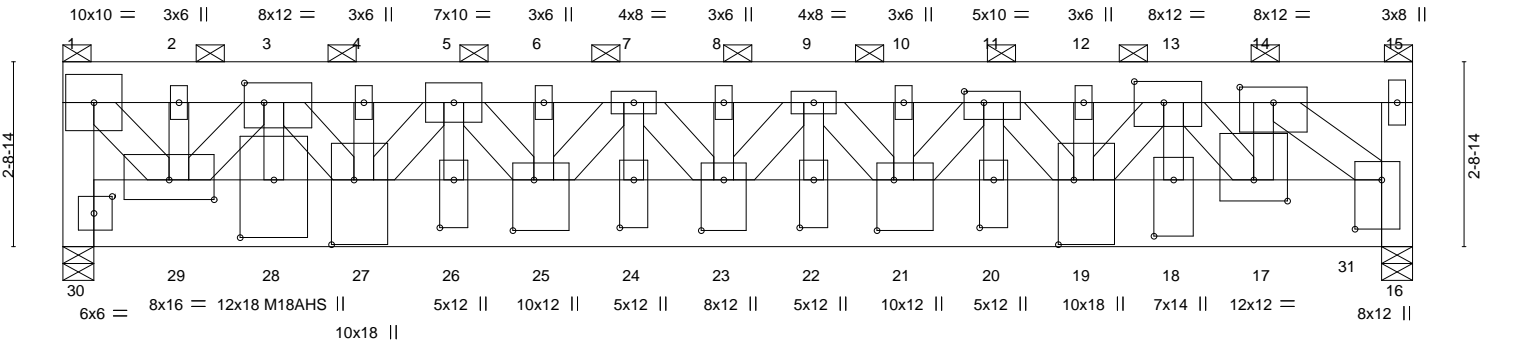 10x10 = 3x6 || 8x12 = 3x6 || 7x10 = 3x6 || 4x8 = 3x6 || 4x8 = 3x6 || 5x10 = 3x6 || 8x12 = 8x12 = 3x8 ||
1 2 3 4 5 6 7 8 9 10 11 12 13 14 15
2-8-14
2-8-14
30 29 28 27 26 25 24 23 22 21 20 19 18 17 31 16
6x6 = 8x16 = 12x18 M18AHS || 5x12 || 10x12 || 5x12 || 8x12 || 5x12 || 10x12 || 5x12 || 10x18 || 7x14 || 12x12 = 8x12 ||
10x18 ||